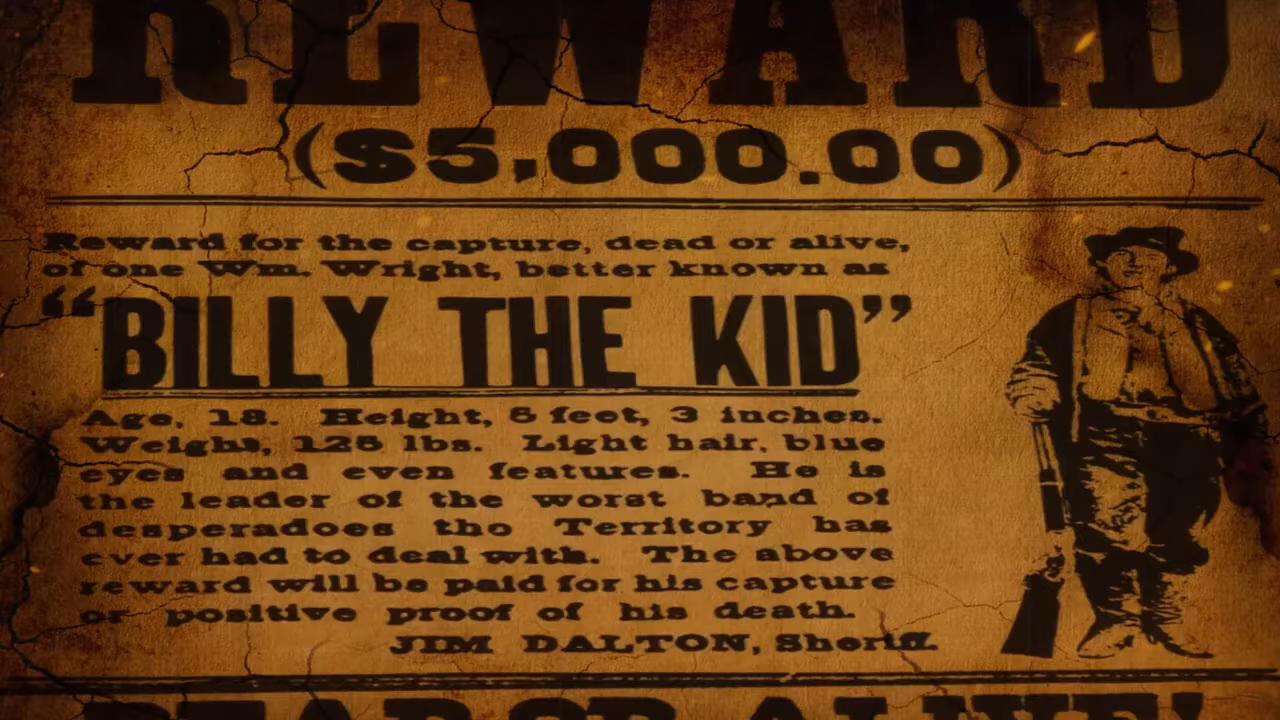 REWARD
($5,000.00)
Reward for the capture, dead or alive,
of one Wm. Wright, better known as
“BILLY THE KID”
Age, 18. Height, 5 feet, 3 inches.
Weight, 125 lbs. Light hair, blue
eyes and even features. He is
the leader of the worst band of
desperadoes the Territory has
ever had to deal with. The above
reward will be paid for his capture
or positive proof of his death.
JIM DALTON, Sheriff.
DEAD OR ALIVE!